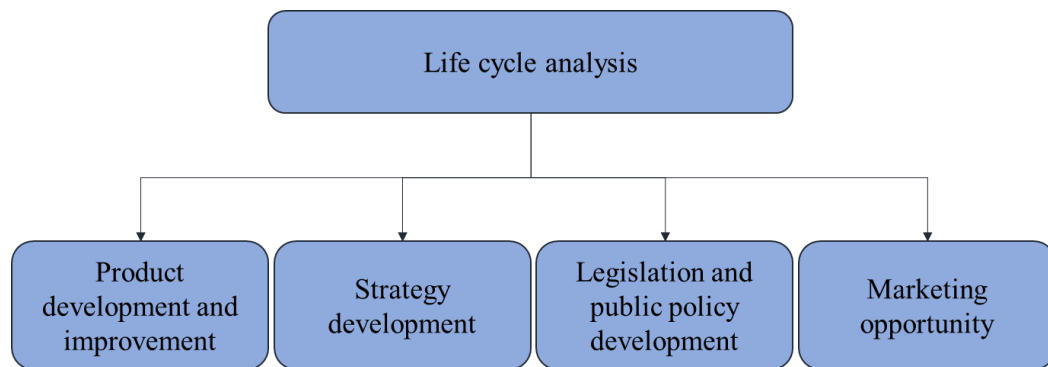 Life cycle analysis
Product
development and
improvement
Strategy
development
Legislation and
public policy
development
Marketing
opportunity